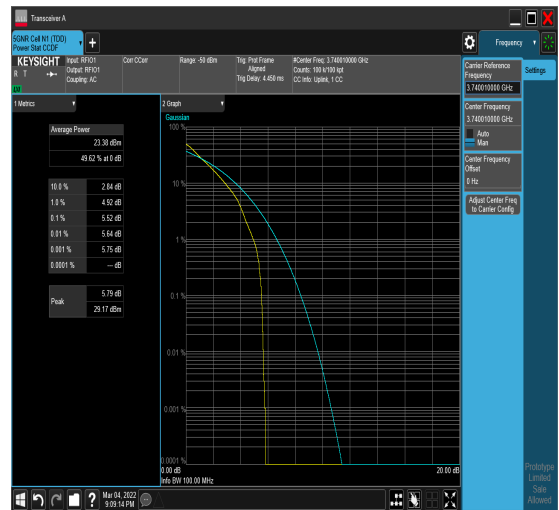 Transceiver A
5GNR Cell N1 (TDD)
Power Stat CCDF
Frequency
KEYSIGHT
R T
LXI
Input: RFIO1
Output: RFIO1
Coupling: AC
Corr CCorr
Range: -50 dBm
Trig: Prot Frame
Aligned
Trig Delay: 4.450 ms
#Center Freq: 3.740010000 GHz
Counts: 100 k/100 kpt
CC Info: Uplink, 1 CC
1 Metrics
Average Power
23.38 dBm
49.62 % at 0 dB
10.0 % 2.84 dB
1.0 % 4.92 dB
0.1 % 5.52 dB
0.01 % 5.64 dB
0.001 % 5.75 dB
0.0001 % --- dB
Peak
5.79 dB
29.17 dBm
2 Graph
Gaussian
100 %
10 %
1 %
0.1 %
0.01 %
0.001 %
0.0001 %
0.00 dB
20.00 dB
Info BW 100.00 MHz
Carrier Reference
Frequency
3.740010000 GHz
Center Frequency
3.740010000 GHz
Auto
Man
Center Frequency
Offset
0 Hz
Adjust Center Freq
to Carrier Config
Settings
Prototype
Limited
Sale
Allowed
?
Mar 04, 2022
9:09:14 PM